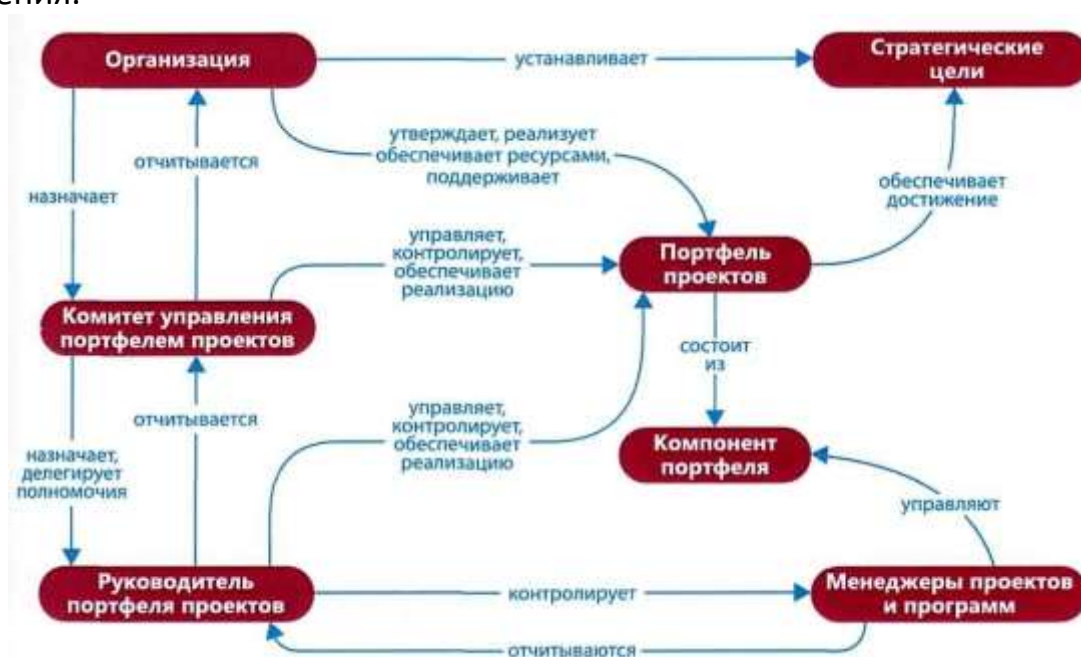 ения.
Организация
устанавливает
Стратегические
цели
утверждает, реализует
обеспечивает ресурсами,
поддерживает
отчитывается
назначает
обеспечивает
достижение
управляет,
контролирует,
обеспечивает
реализацию
Портфель
проектов
Комитет управления
портфелем проектов
состоит
из
отчитывается
управляет,
контролирует,
обеспечивает
реализацию
Компонент
портфеля
назначает,
делегирует
полномочия
управляют
Руководитель
портфеля проектов
контролирует
Менеджеры проектов
и программ
отчитываются